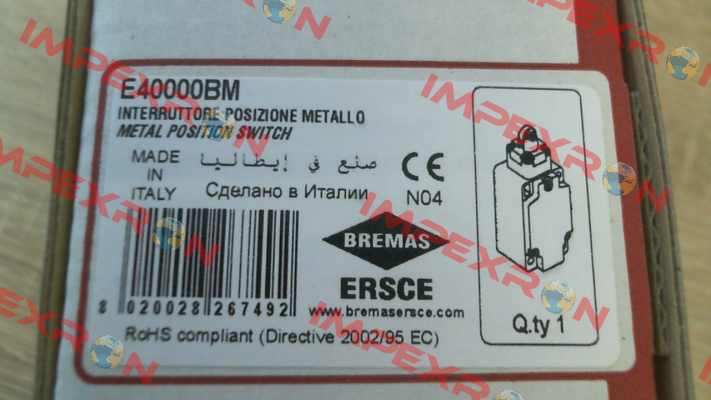 E40000BM
INTERRUTTORE POSIZIONE METALLO
METAL POSITION SWITCH
MADE IN ITALY
صنع في إيطاليا
Сделано в Италии
CE
N04
BREMAS
ERSCE
www.bremasersce.com
8 020028 267492
RoHS compliant (Directive 2002/95 EC)
Q.ty 1
IMPEXRON